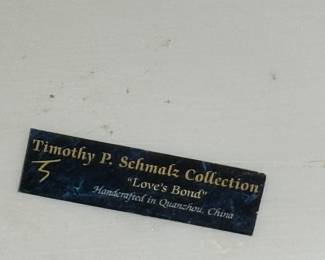 Timothy P. Schmalz Collection
"Love's Bond"
Handcrafted in Quanzhou, China